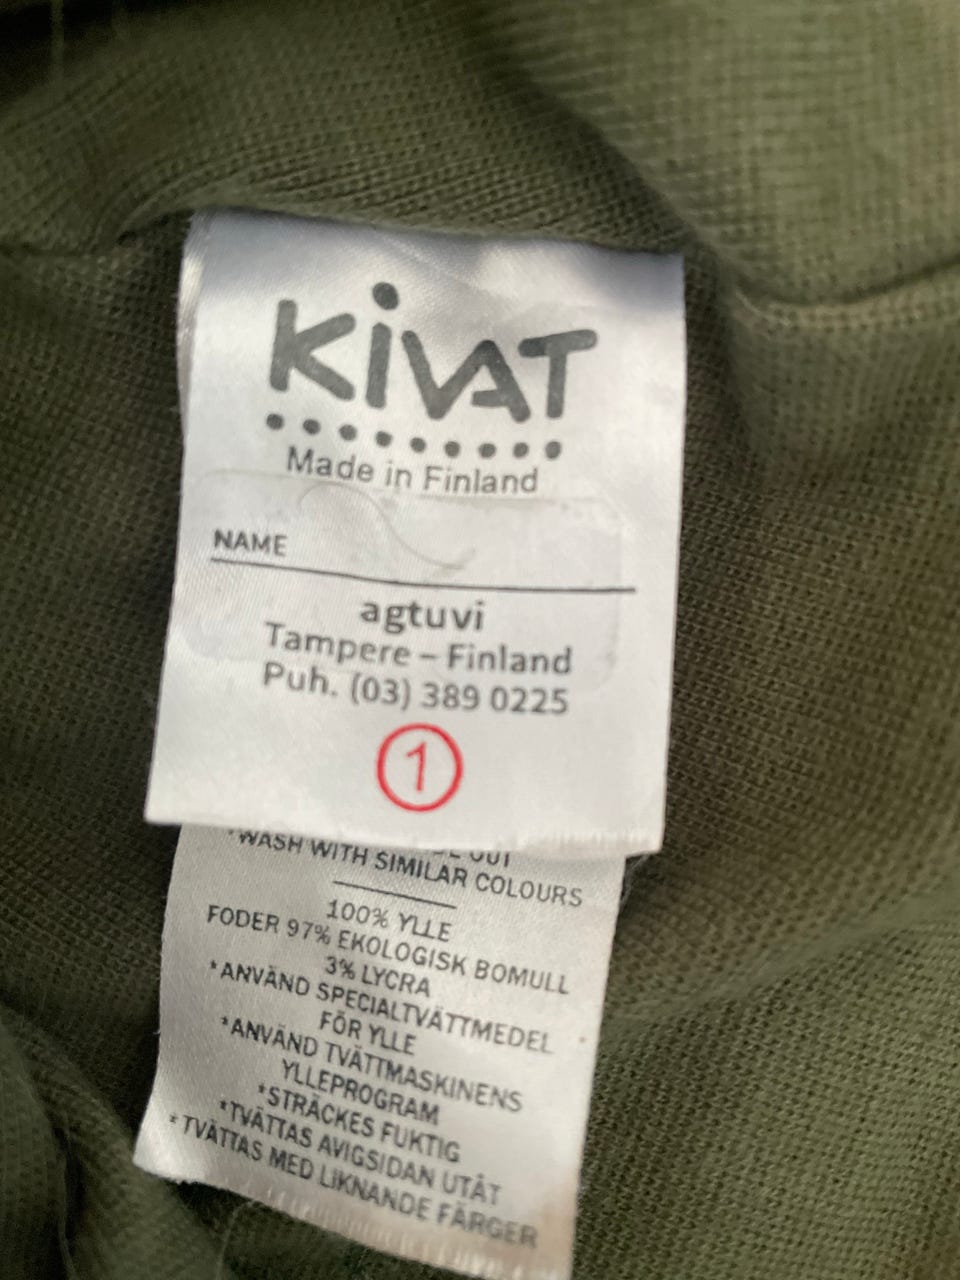 KiVAT
Made in Finland
NAME
agtuvi
Tampere – Finland
Puh. (03) 389 0225
1
OUT
*WASH WITH SIMILAR COLOURS
100% YLLE
FODER 97% EKOLOGISK BOMULL
3% LYCRA
*ANVÄND SPECIALTVÄTTMEDEL
FÖR YLLE
*ANVÄND TVÄTTMASKINENS
YLLEPROGRAM
*STRÄCKES FUKTIG
*TVÄTTAS AVIGSIDAN UTÅT
*TVÄTTAS MED LIKNANDE FÄRGER